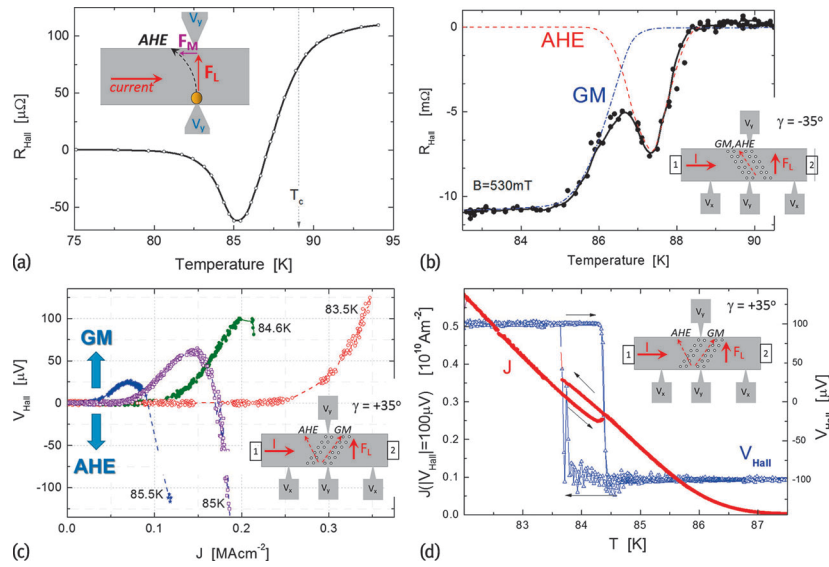 (a)
100
50
0
-50
R_Hall [μΩ]
75
80
85
90
95
Temperature [K]
T_c
V_y
AHE
F_M
F_L
current
V_y
(b)
0
-5
-10
R_Hall [mΩ]
84
86
88
90
Temperature [K]
AHE
GM
B=530mT
γ = -35º
V_y
GM,AHE
1
I
F_L
2
V_x
V_y
V_x
(c)
100
50
0
-50
-100
V_Hall [μV]
0.0
0.1
0.2
0.3
J [MAcm⁻²]
GM
AHE
83.5K
84.6K
85.5K
85K
γ = +35º
V_y
AHE
GM
1
I
F_L
2
V_x
V_y
V_x
(d)
0.5
0.4
0.3
0.2
0.1
0.0
J(|V_Hall|=100μV) [10¹⁰Am⁻²]
83
84
85
86
87
T [K]
100
50
0
-50
-100
V_Hall [μV]
J
V_Hall
γ = +35º
V_y
AHE
GM
1
I
F_L
2
V_x
V_y
V_x